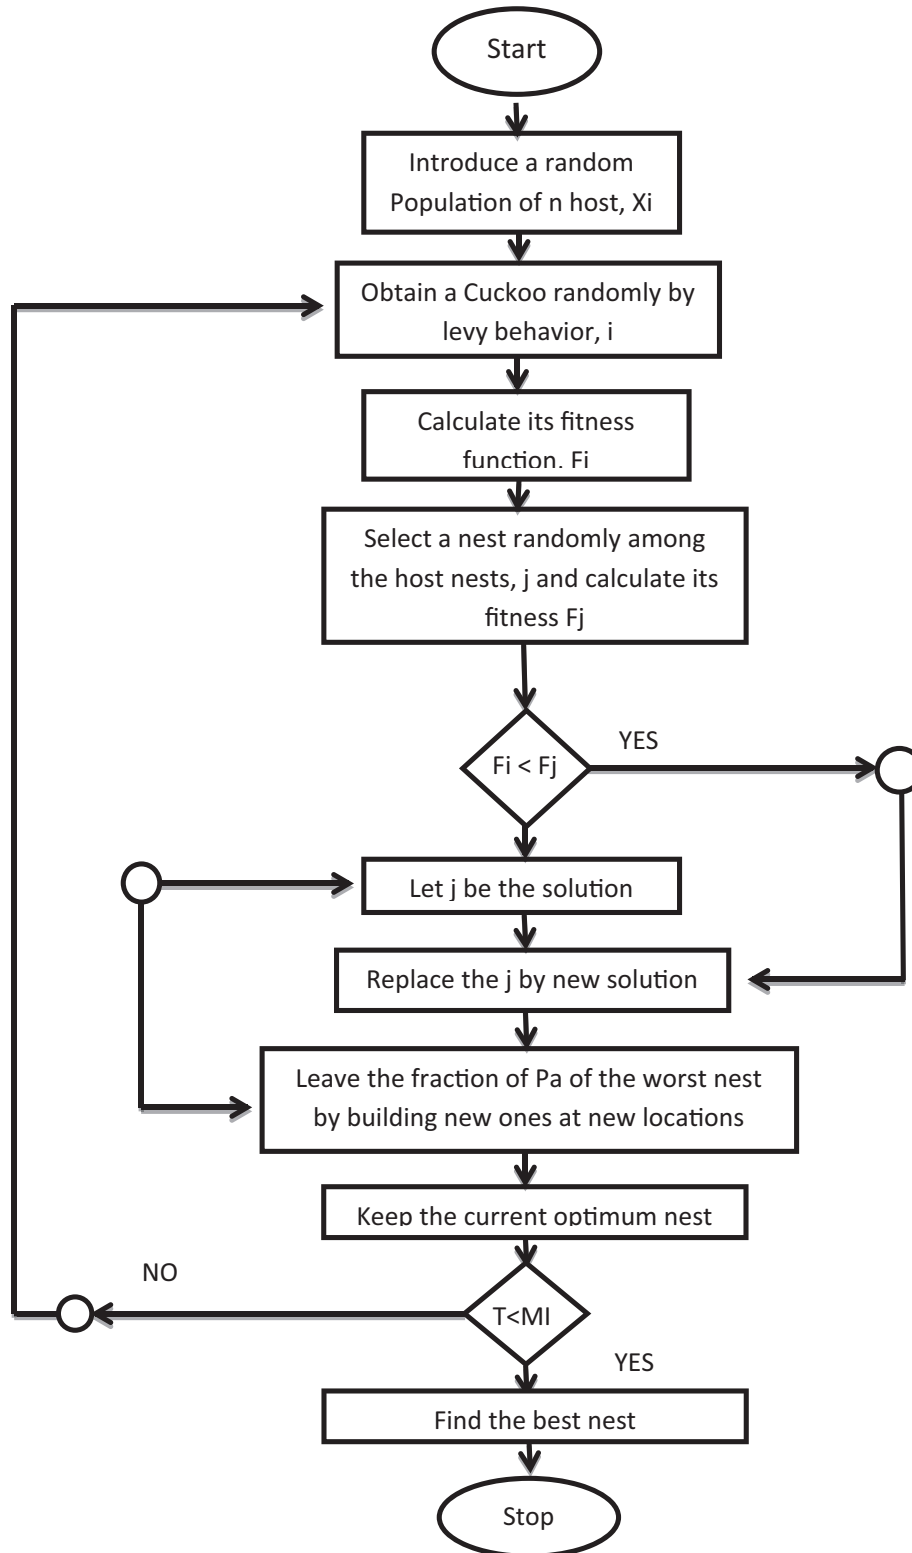 Start
Introduce a random
Population of n host, Xi
Obtain a Cuckoo randomly by
levy behavior, i
Calculate its fitness
function, Fi
Select a nest randomly among
the host nests, j and calculate its
fitness Fj
Fi < Fj
YES
Let j be the solution
Replace the j by new solution
Leave the fraction of Pa of the worst nest
by building new ones at new locations
Keep the current optimum nest
NO
T<MI
YES
Find the best nest
Stop